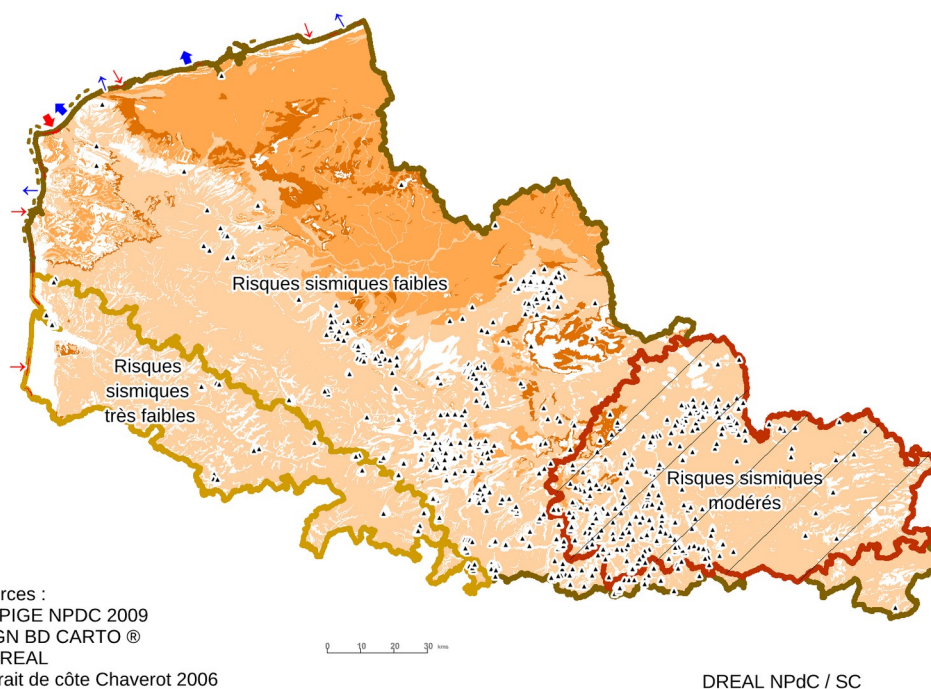 Risques sismiques faibles
Risques
sismiques
très faibles
Risques sismiques
modérés
rces :
PIGE NPDC 2009
GN BD CARTO ®
REAL
rait de côte Chaverot 2006
0 10 20 30 kms
DREAL NPdC / SC